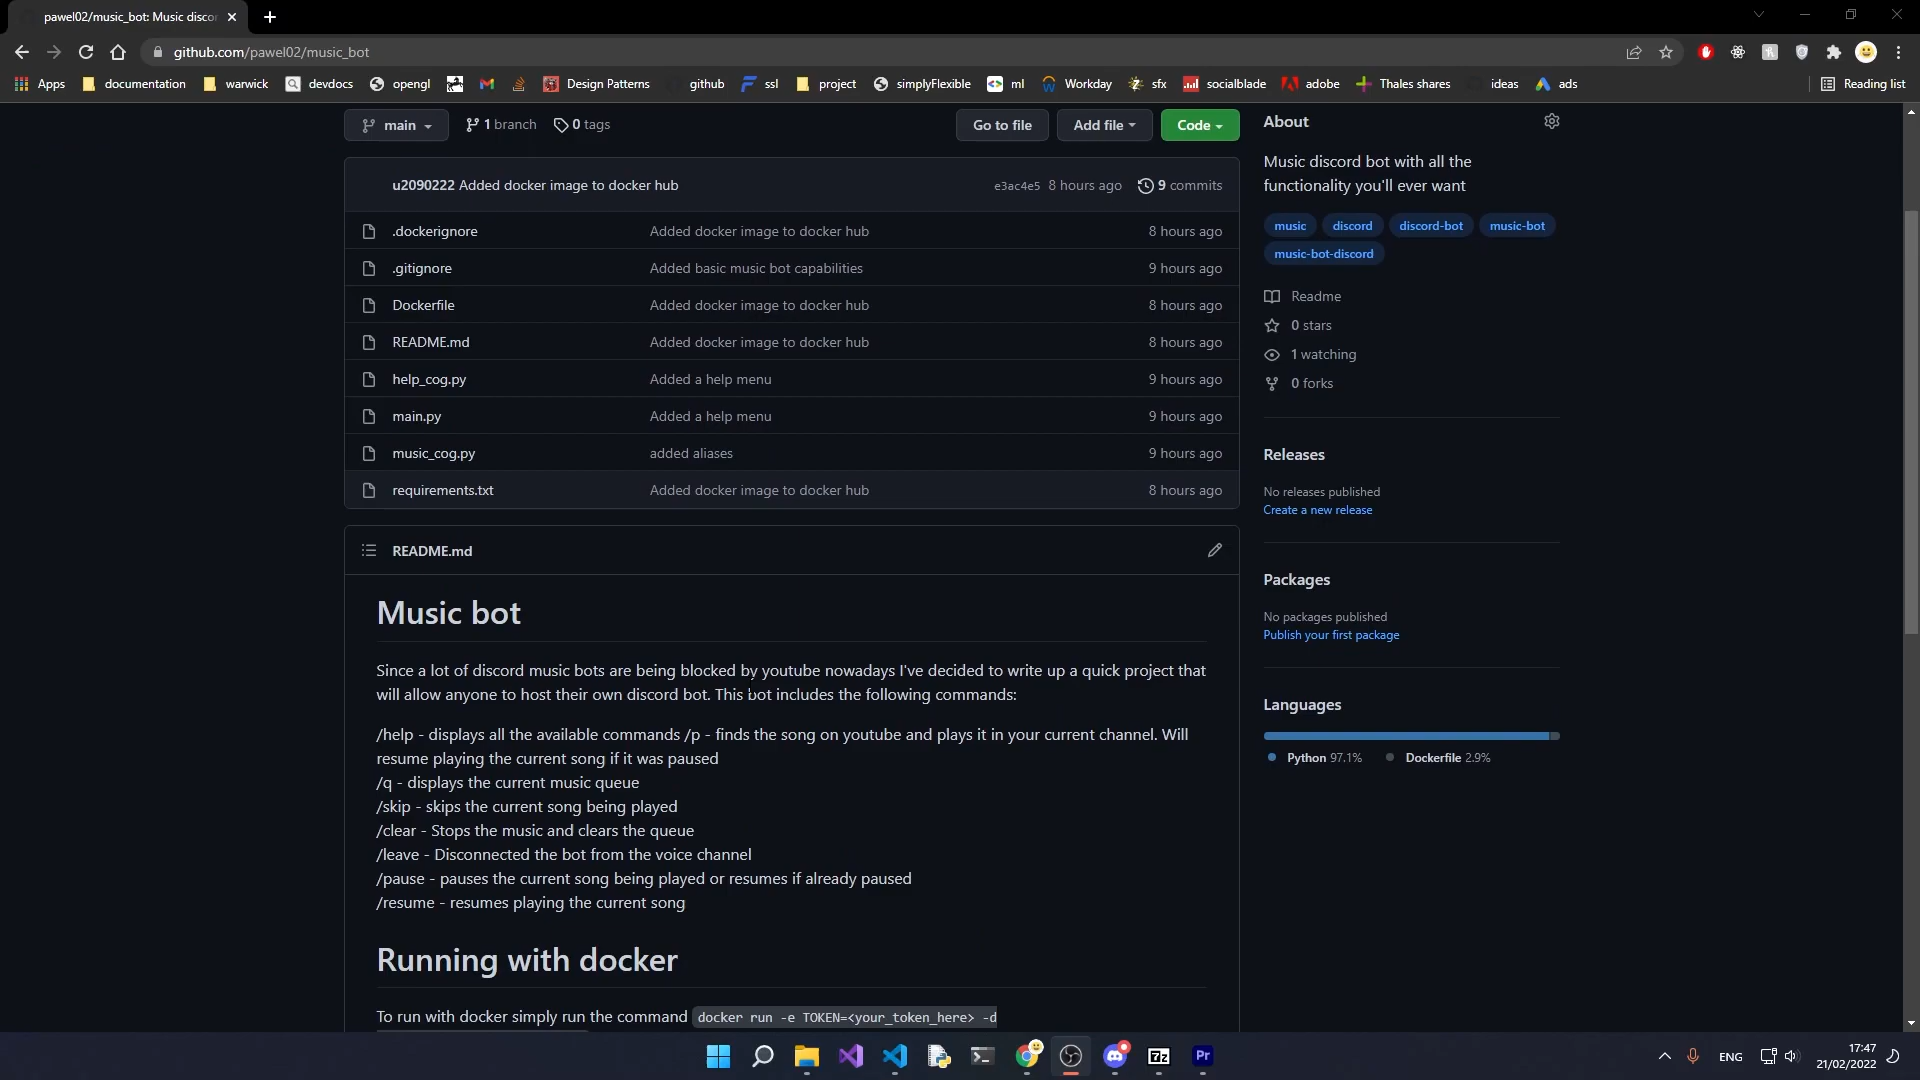 pawel02/music_bot: Music discor
github.com/pawel02/music_bot
Apps documentation warwick devdocs opengl Design Patterns github ssl project simplyFlexible ml Workday sfx socialblade adobe Thales shares ideas ads Reading list
main 1 branch 0 tags Go to file Add file Code
u2090222 Added docker image to docker hub e3ac4e5 8 hours ago 9 commits
.dockerignore Added docker image to docker hub 8 hours ago
.gitignore Added basic music bot capabilities 9 hours ago
Dockerfile Added docker image to docker hub 8 hours ago
README.md Added docker image to docker hub 8 hours ago
help_cog.py Added a help menu 9 hours ago
main.py Added a help menu 9 hours ago
music_cog.py added aliases 9 hours ago
requirements.txt Added docker image to docker hub 8 hours ago
README.md
Music bot
Since a lot of discord music bots are being blocked by youtube nowadays I've decided to write up a quick project that
will allow anyone to host their own discord bot. This bot includes the following commands:
/help - displays all the available commands /p - finds the song on youtube and plays it in your current channel. Will
resume playing the current song if it was paused
/q - displays the current music queue
/skip - skips the current song being played
/clear - Stops the music and clears the queue
/leave - Disconnected the bot from the voice channel
/pause - pauses the current song being played or resumes if already paused
/resume - resumes playing the current song
Running with docker
To run with docker simply run the command docker run -e TOKEN=<your_token_here> -d
About
Music discord bot with all the
functionality you'll ever want
music discord discord-bot music-bot
music-bot-discord
Readme
0 stars
1 watching
0 forks
Releases
No releases published
Create a new release
Packages
No packages published
Publish your first package
Languages
Python 97.1% Dockerfile 2.9%
7z Pr
ENG
17:47
21/02/2022